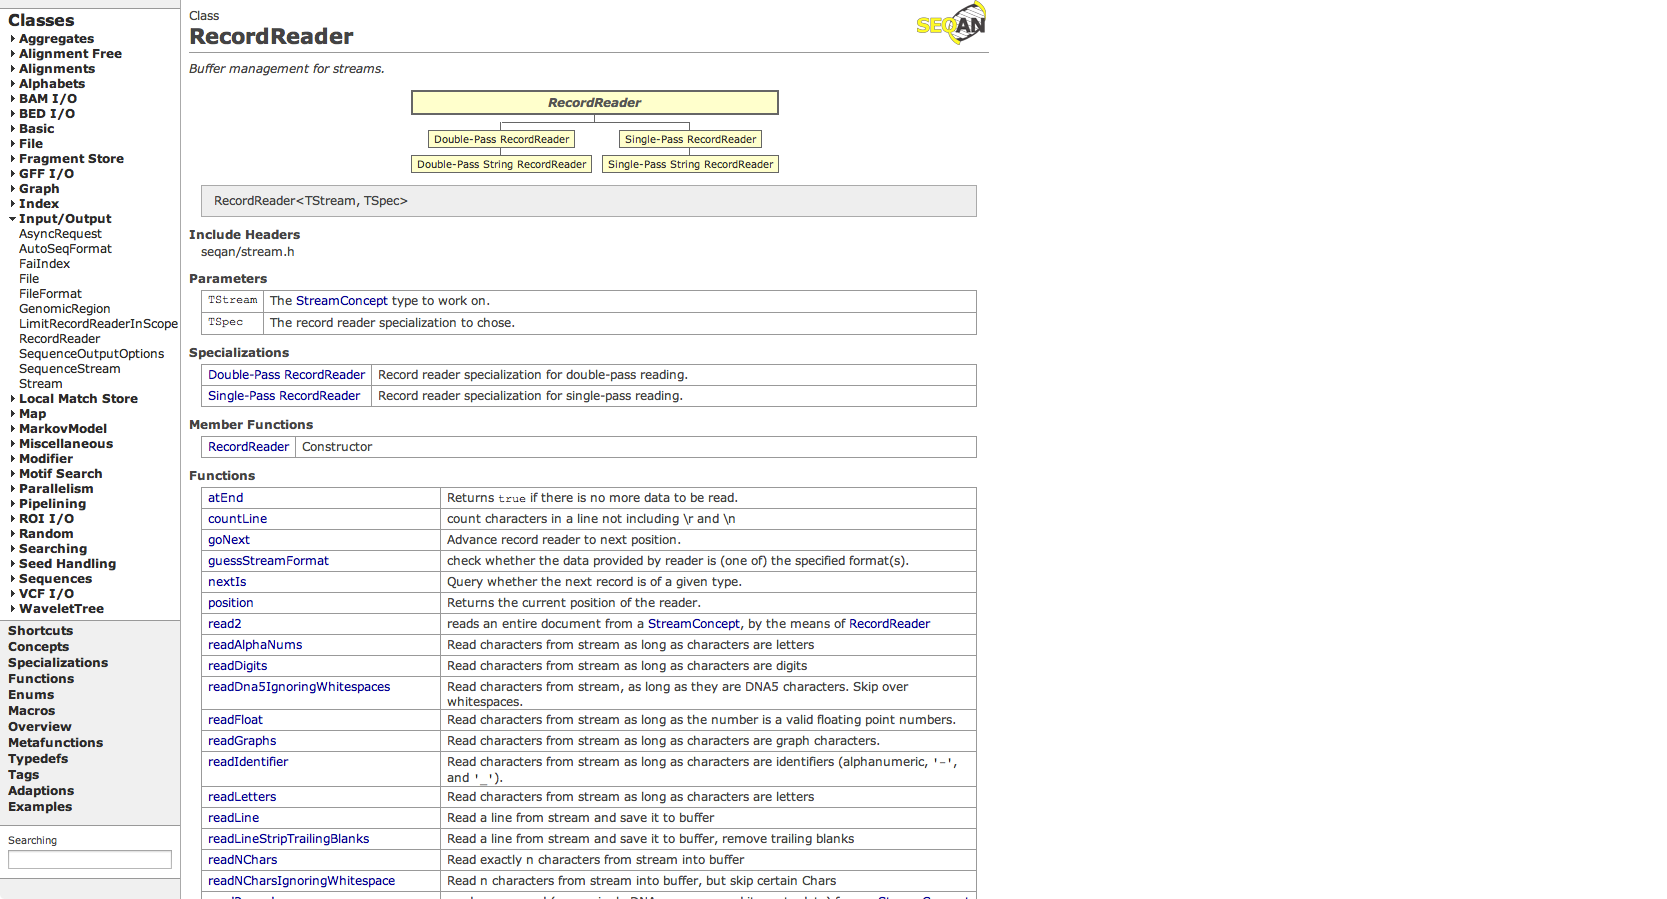 Classes
Aggregates
Alignment Free
Alignments
Alphabets
BAM I/O
BED I/O
Basic
File
Fragment Store
GFF I/O
Graph
Index
Input/Output
AsyncRequest
AutoSeqFormat
FaiIndex
File
FileFormat
GenomicRegion
LimitRecordReaderInScope
RecordReader
SequenceOutputOptions
SequenceStream
Stream
Local Match Store
Map
MarkovModel
Miscellaneous
Modifier
Motif Search
Parallelism
Pipelining
ROI I/O
Random
Searching
Seed Handling
Sequences
VCF I/O
WaveletTree
Shortcuts
Concepts
Specializations
Functions
Enums
Macros
Overview
Metafunctions
Typedefs
Tags
Adaptions
Examples
Searching
Class
RecordReader
SEQAN
Buffer management for streams.
RecordReader
Double-Pass RecordReader Single-Pass RecordReader
Double-Pass String RecordReader Single-Pass String RecordReader
RecordReader<TStream, TSpec>
Include Headers
seqan/stream.h
Parameters
TStream The StreamConcept type to work on.
TSpec The record reader specialization to chose.
Specializations
Double-Pass RecordReader Record reader specialization for double-pass reading.
Single-Pass RecordReader Record reader specialization for single-pass reading.
Member Functions
RecordReader Constructor
Functions
atEnd Returns true if there is no more data to be read.
countLine count characters in a line not including \r and \n
goNext Advance record reader to next position.
guessStreamFormat check whether the data provided by reader is (one of) the specified format(s).
nextIs Query whether the next record is of a given type.
position Returns the current position of the reader.
read2 reads an entire document from a StreamConcept, by the means of RecordReader
readAlphaNums Read characters from stream as long as characters are letters
readDigits Read characters from stream as long as characters are digits
readDna5IgnoringWhitespaces Read characters from stream, as long as they are DNA5 characters. Skip over
whitespaces.
readFloat Read characters from stream as long as the number is a valid floating point numbers.
readGraphs Read characters from stream as long as characters are graph characters.
readIdentifier Read characters from stream as long as characters are identifiers (alphanumeric, '-',
and '_').
readLetters Read characters from stream as long as characters are letters
readLine Read a line from stream and save it to buffer
readLineStripTrailingBlanks Read a line from stream and save it to buffer, remove trailing blanks
readNChars Read exactly n characters from stream into buffer
readNCharsIgnoringWhitespace Read n characters from stream into buffer, but skip certain Chars